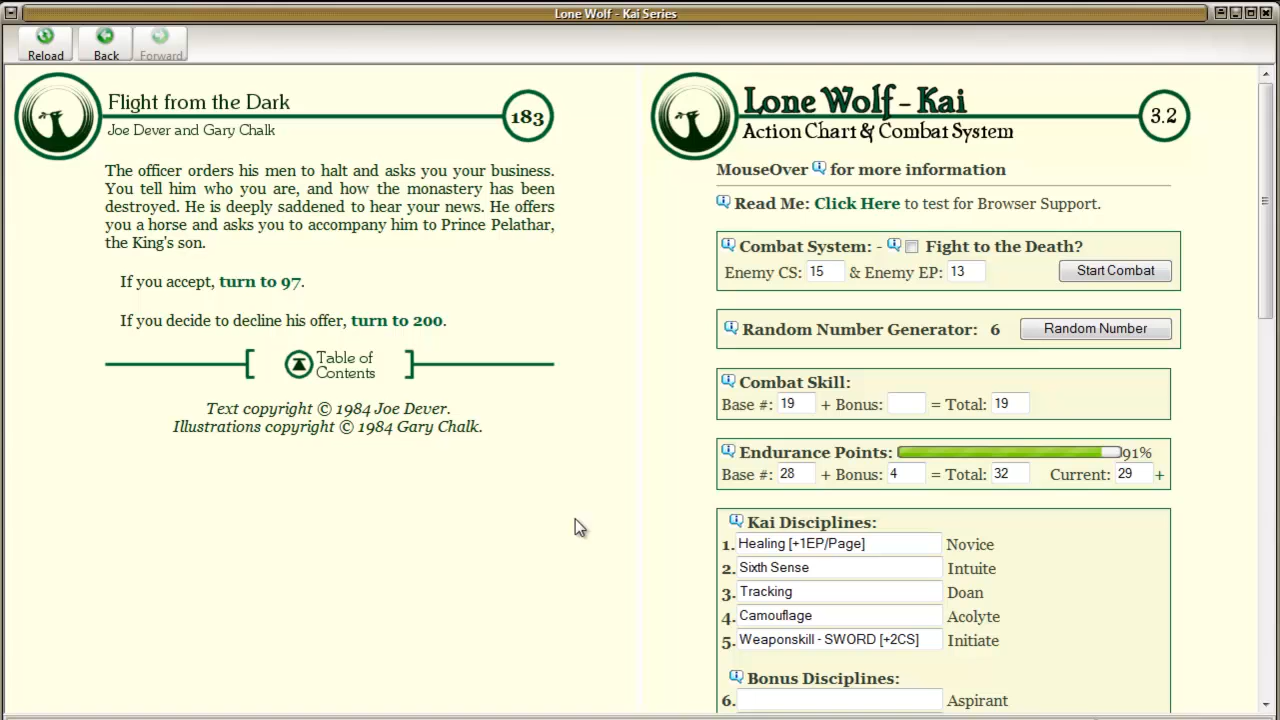 Lone Wolf - Kai Series
Reload
Back
Forward
Flight from the Dark
Joe Dever and Gary Chalk
183
The officer orders his men to halt and asks you your business.
You tell him who you are, and how the monastery has been
destroyed. He is deeply saddened to hear your news. He offers
you a horse and asks you to accompany him to Prince Pelathar,
the King's son.
If you accept, turn to 97.
If you decide to decline his offer, turn to 200.
Table of
Contents
Text copyright © 1984 Joe Dever.
Illustrations copyright © 1984 Gary Chalk.
Lone Wolf - Kai
Action Chart & Combat System
3.2
MouseOver for more information
Read Me: Click Here to test for Browser Support.
Combat System: - Fight to the Death?
Enemy CS: 15 & Enemy EP: 13 Start Combat
Random Number Generator: 6 Random Number
Combat Skill:
Base #: 19 + Bonus: = Total: 19
Endurance Points: 91%
Base #: 28 + Bonus: 4 = Total: 32 Current: 29 +
Kai Disciplines:
1. Healing [+1EP/Page] Novice
2. Sixth Sense Intuite
3. Tracking Doan
4. Camouflage Acolyte
5. Weaponskill - SWORD [+2CS] Initiate
Bonus Disciplines:
6. Aspirant